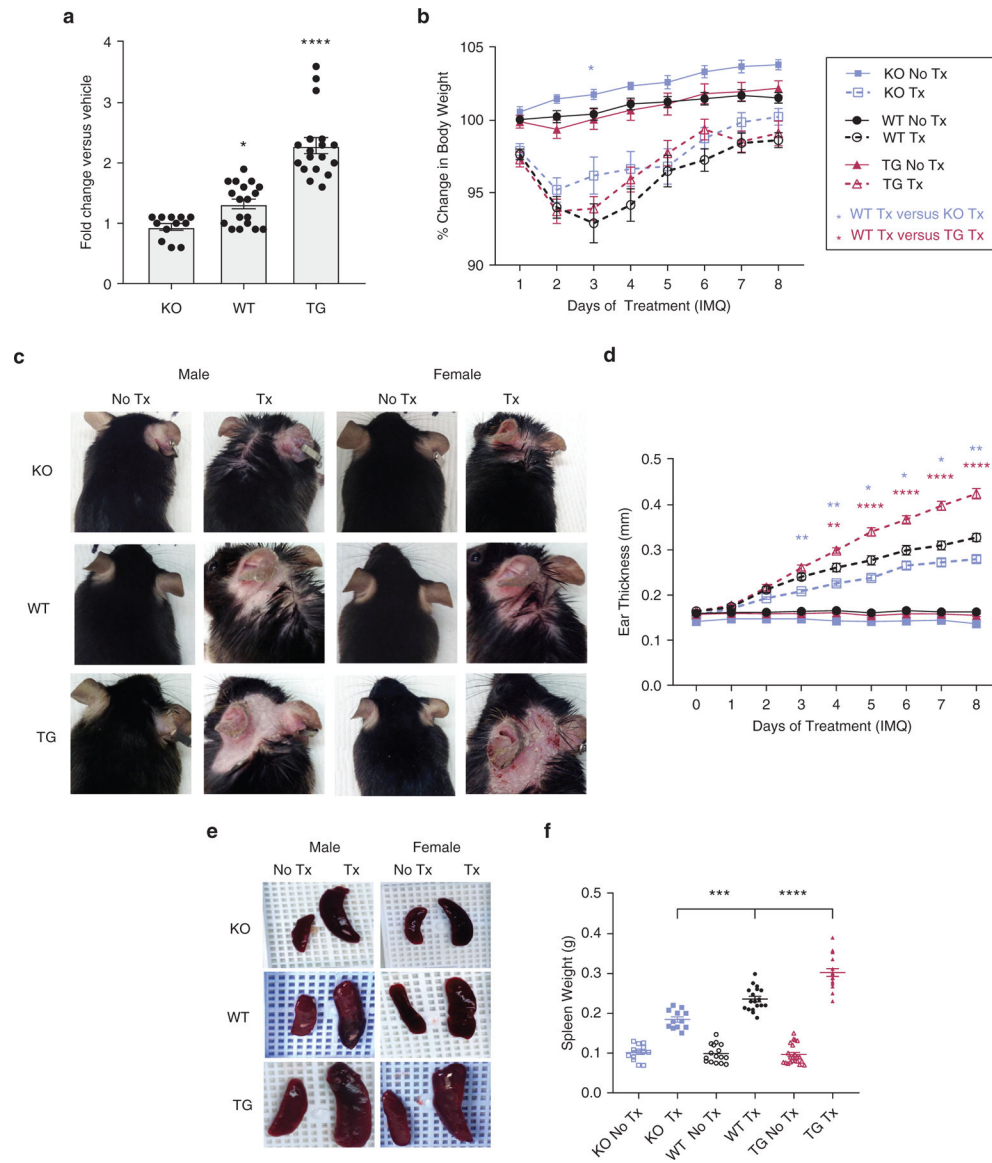 a
Fold change versus vehicle
4
3
2
1
0
*
****
KO
WT
TG
b
% Change in Body Weight
105
100
95
90
*
1 2 3 4 5 6 7 8
Days of Treatment (IMQ)
KO No Tx
KO Tx
WT No Tx
WT Tx
TG No Tx
TG Tx
* WT Tx versus KO Tx
* WT Tx versus TG Tx
c
Male
Female
No Tx
Tx
No Tx
Tx
KO
WT
TG
d
Ear Thickness (mm)
0.5
0.4
0.3
0.2
0.1
0.0
** ** * * * **
** **** **** **** ****
0 1 2 3 4 5 6 7 8
Days of Treatment (IMQ)
e
Male
Female
No Tx
Tx
No Tx
Tx
KO
WT
TG
f
Spleen Weight (g)
0.5
0.4
0.3
0.2
0.1
0.0
***
****
KO No Tx
KO Tx
WT No Tx
WT Tx
TG No Tx
TG Tx